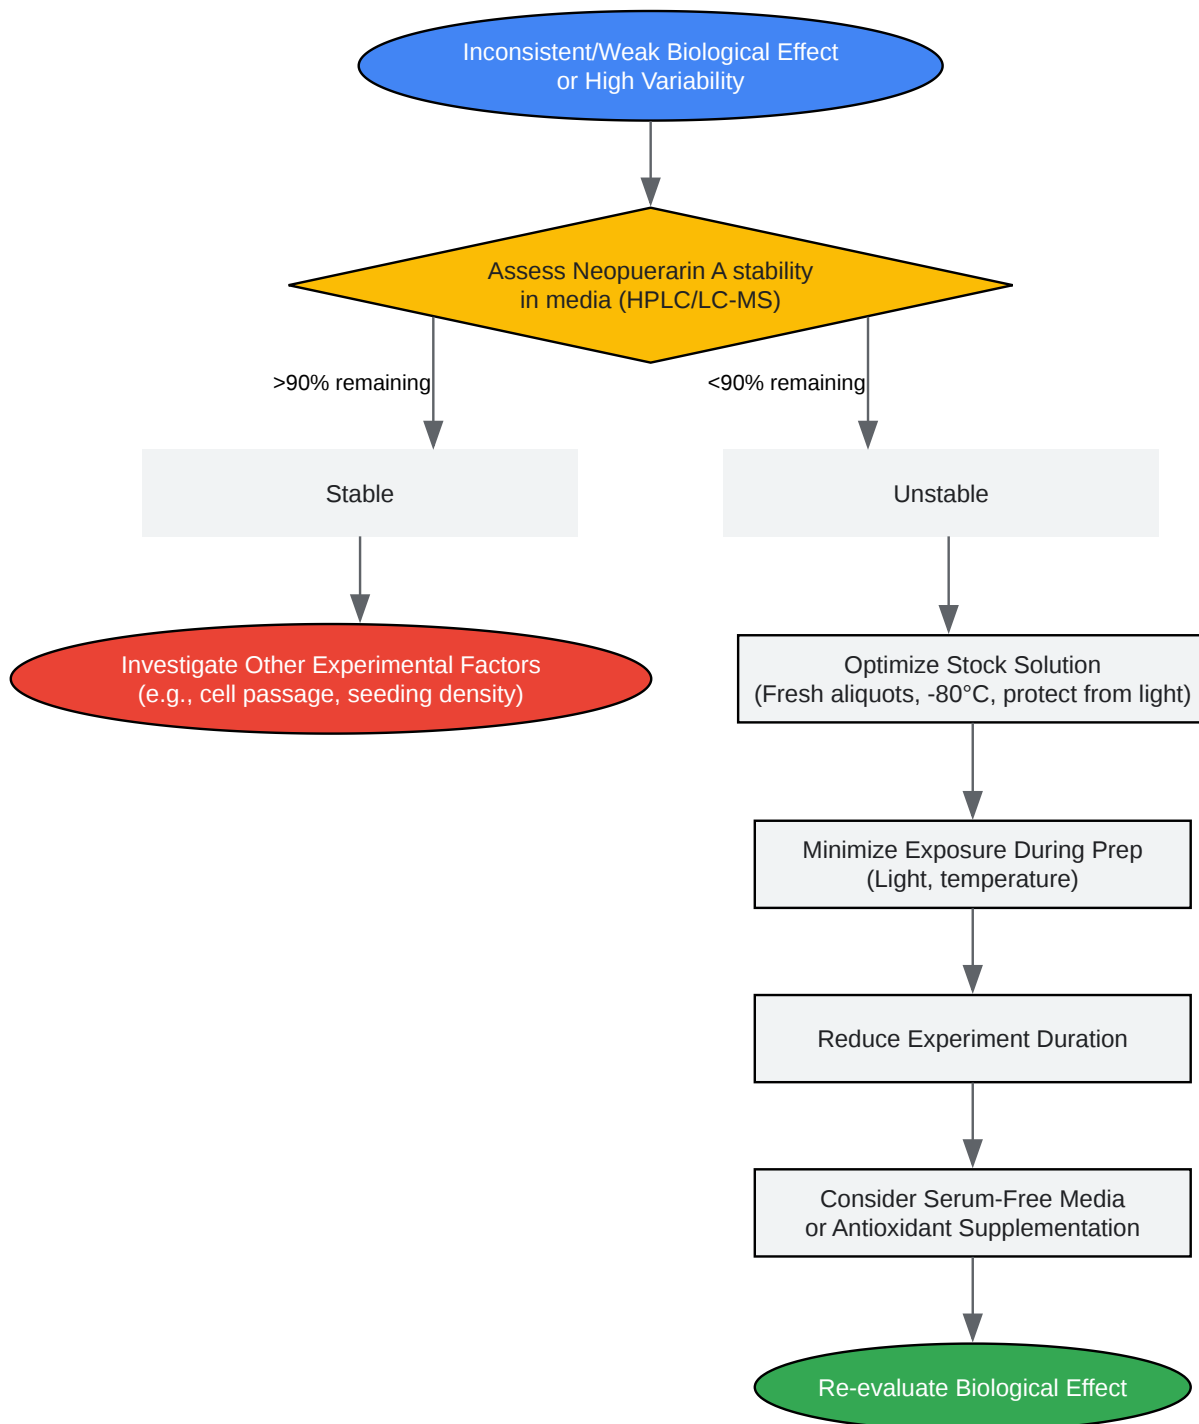 Inconsistent/Weak Biological Effect
or High Variability
Assess Neopuerarin A stability
in media (HPLC/LC-MS)
>90% remaining
<90% remaining
Stable
Unstable
Investigate Other Experimental Factors
(e.g., cell passage, seeding density)
Optimize Stock Solution
(Fresh aliquots, -80°C, protect from light)
Minimize Exposure During Prep
(Light, temperature)
Reduce Experiment Duration
Consider Serum-Free Media
or Antioxidant Supplementation
Re-evaluate Biological Effect